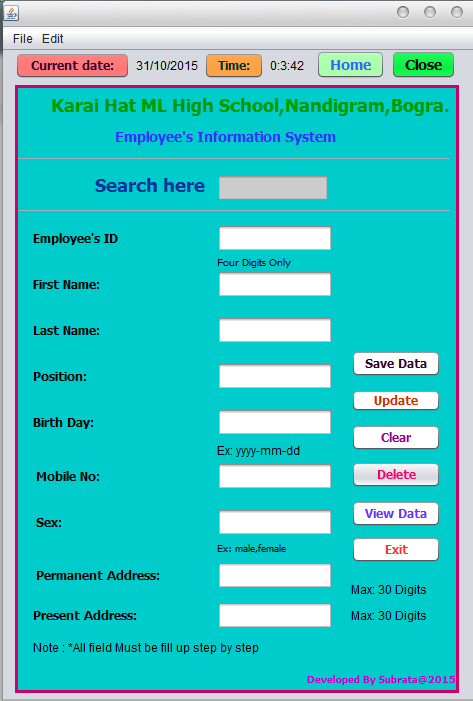 File Edit
Current date: 31/10/2015 Time: 0:3:42 Home Close
Karai Hat ML High School,Nandigram,Bogra.
Employee's Information System
Search here
Employee's ID
Four Digits Only
First Name:
Last Name:
Save Data
Position:
Update
Birth Day:
Clear
Ex: yyyy-mm-dd
Mobile No:
Delete
View Data
Sex:
Ex: male,female
Exit
Permanent Address:
Max: 30 Digits
Present Address:
Max: 30 Digits
Note : *All field Must be fill up step by step
Developed By Subrata@2015